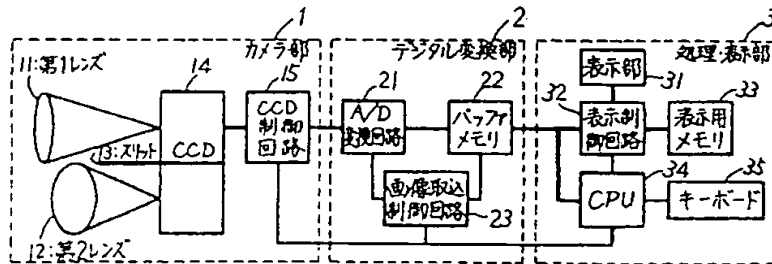 1
カメラ部
11:第1レンズ
14
CCD
13:スリット
12:第2レンズ
15
CCD
制御
回路
2
デジタル変換部
21
A/D
変換回路
22
バッファ
メモリ
画像取込
制御回路
23
3
処理・表示部
表示部
31
32
表示制
御回路
33
表示用
メモリ
34
CPU
35
キーボード